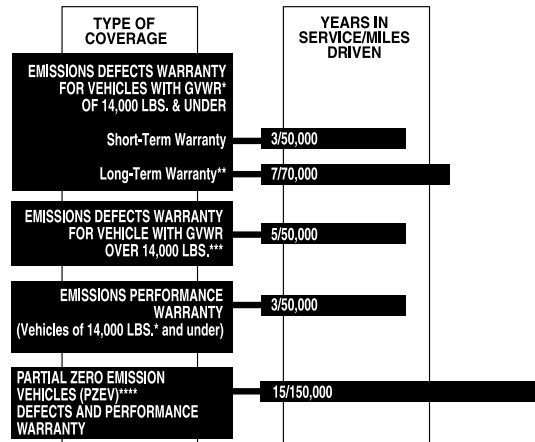 TYPE OF
COVERAGE
YEARS IN
SERVICE/MILES
DRIVEN
EMISSIONS DEFECTS WARRANTY
FOR VEHICLES WITH GVWR*
OF 14,000 LBS. & UNDER
Short-Term Warranty
3/50,000
Long-Term Warranty**
7/70,000
EMISSIONS DEFECTS WARRANTY
FOR VEHICLE WITH GVWR
OVER 14,000 LBS.***
5/50,000
EMISSIONS PERFORMANCE
WARRANTY
(Vehicles of 14,000 LBS.* and under)
3/50,000
PARTIAL ZERO EMISSION
VEHICLES (PZEV)****
DEFECTS AND PERFORMANCE
WARRANTY
15/150,000